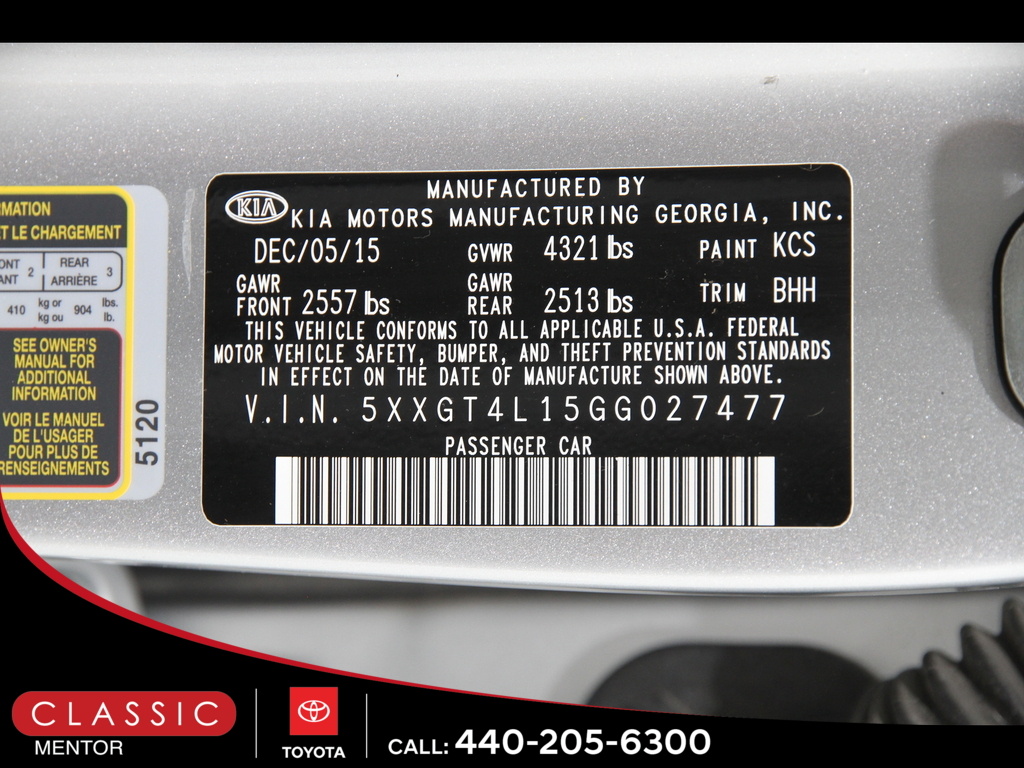 MANUFACTURED BY
KIA KIA MOTORS MANUFACTURING GEORGIA, INC.
DEC/05/15 GVWR 4321 lbs PAINT KCS
GAWR FRONT 2557 lbs GAWR REAR 2513 lbs TRIM BHH
THIS VEHICLE CONFORMS TO ALL APPLICABLE U.S.A. FEDERAL
MOTOR VEHICLE SAFETY, BUMPER, AND THEFT PREVENTION STANDARDS
IN EFFECT ON THE DATE OF MANUFACTURE SHOWN ABOVE.
V.I.N. 5XXGT4L15GG027477
PASSENGER CAR
ET LE CHARGEMENT
2 REAR 3
ARRIÈRE
410 kg or 904 lbs.
kg ou lb.
SEE OWNER'S
MANUAL FOR
ADDITIONAL
INFORMATION
VOIR LE MANUEL
DE L'USAGER
POUR PLUS DE
RENSEIGNEMENTS
5120
CLASSIC
MENTOR
TOYOTA
CALL: 440-205-6300